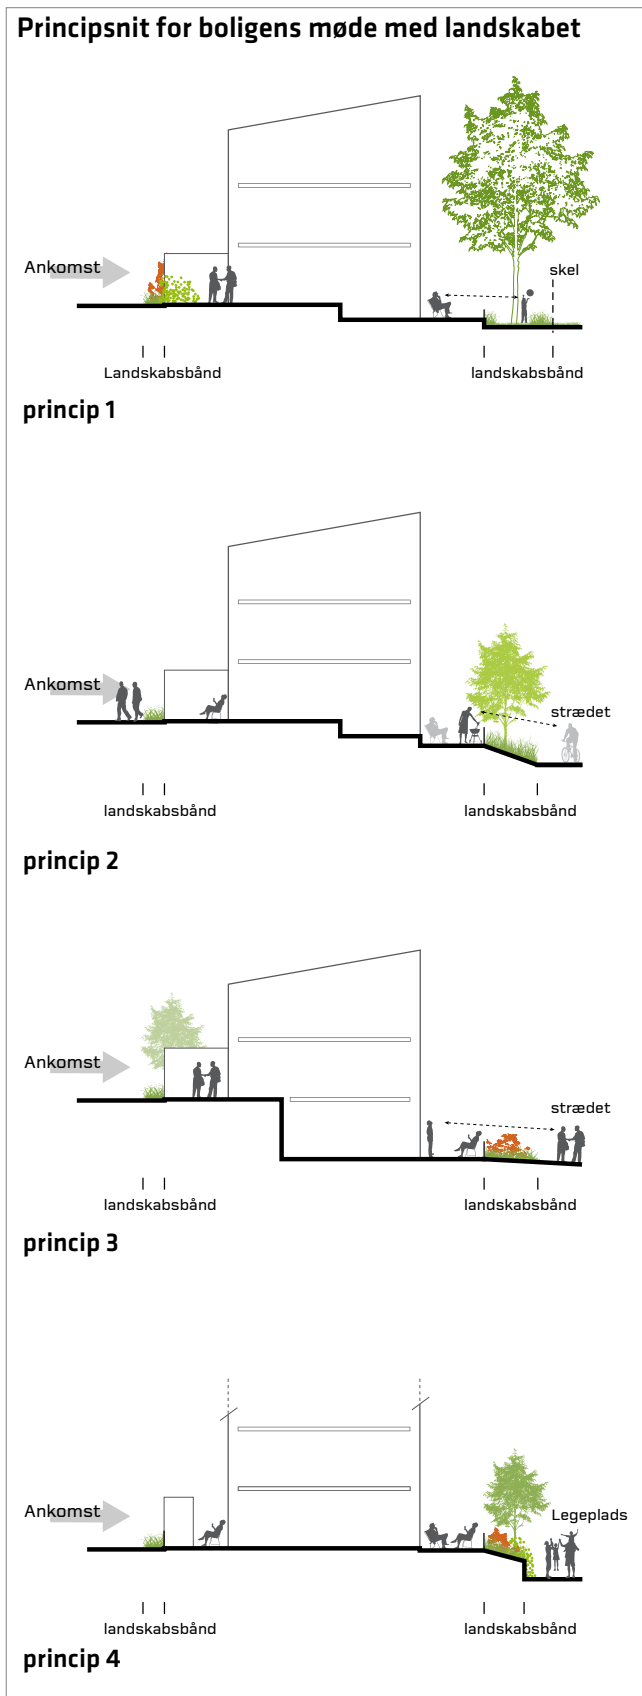 Principsnit for boligens møde med landskabet
skel
Ankomst
Landskabsbånd
landskabsbånd
princip 1
Ankomst
strædet
landskabsbånd
landskabsbånd
princip 2
Ankomst
strædet
landskabsbånd
landskabsbånd
princip 3
Ankomst
Legeplads
landskabsbånd
landskabsbånd
princip 4